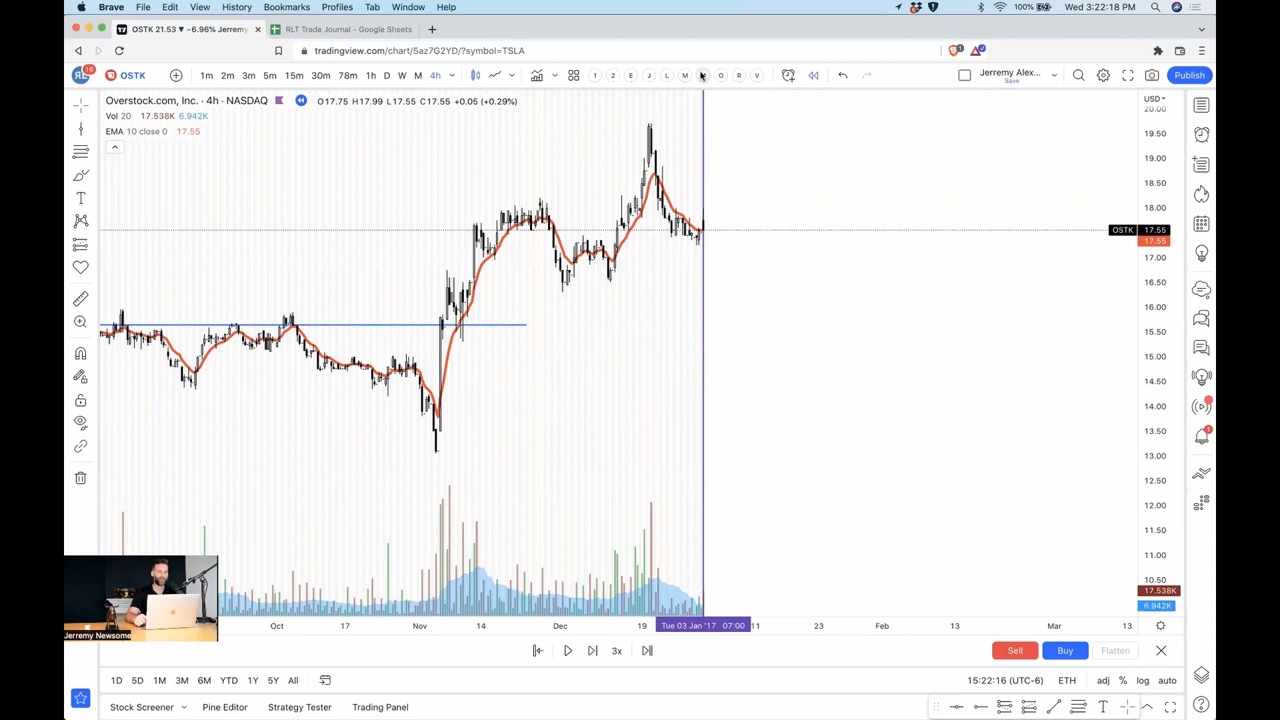 Brave File Edit View History Bookmarks Profiles Tab Window Help 100% Wed 3:22:18 PM
OSTK 21.53 ▼ −6.96% Jerremy × RLT Trade Journal - Google Sheets +
tradingview.com/chart/5az7G2YD/?symbol=TSLA
RL 16 OSTK 1m 2m 3m 5m 15m 30m 78m 1h D W M 4h 1 2 E J L M O R V Jerremy Alex... Save Publish
Overstock.com, Inc. · 4h · NASDAQ O17.75 H17.99 L17.55 C17.55 +0.05 (+0.29%)
Vol 20 17.538K 6.942K
EMA 10 close 0 17.55
USD
20.00
19.50
19.00
18.50
18.00
OSTK 17.55
17.55
17.00
16.50
16.00
15.50
15.00
14.50
14.00
13.50
13.00
12.50
12.00
11.50
11.00
10.50
17.538K
6.942K
Jerremy Newsome
Oct 17 Nov 14 Dec 19 Tue 03 Jan '17 07:00 11 23 Feb 13 Mar 13
3x Sell Buy Flatten
1D 5D 1M 3M 6M YTD 1Y 5Y All 15:22:16 (UTC-6) ETH adj % log auto
Stock Screener Pine Editor Strategy Tester Trading Panel